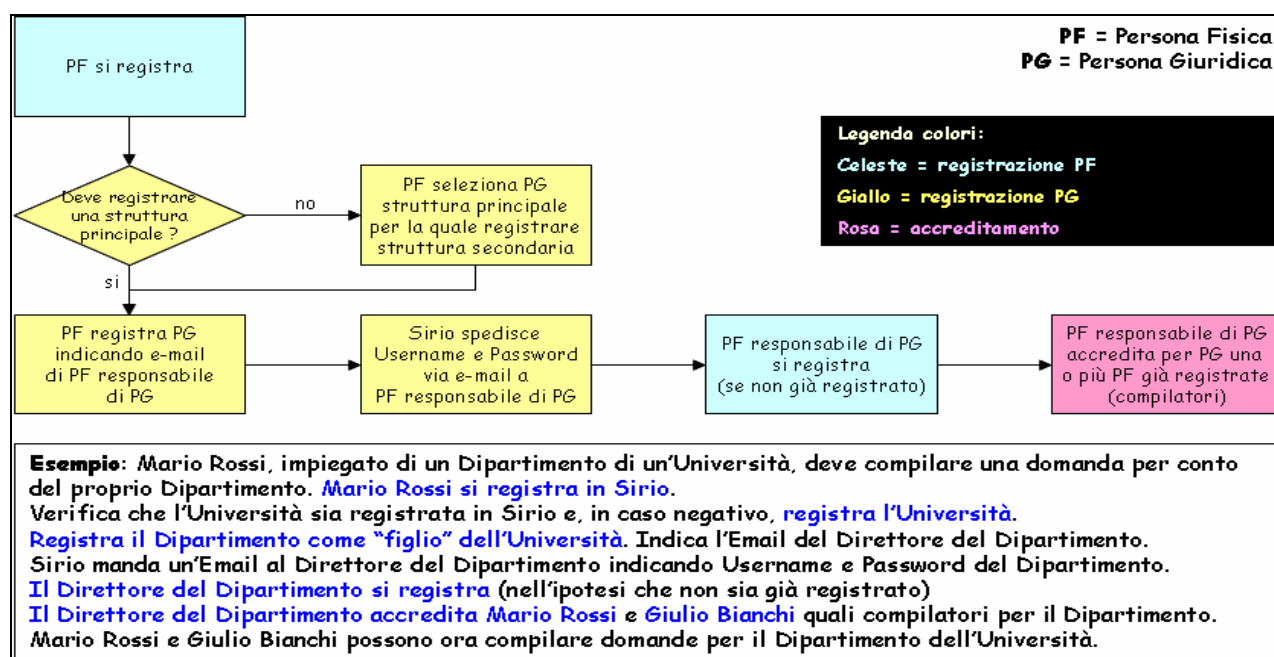 PF si registra
PF = Persona Fisica
PG = Persona Giuridica
Legenda colori:
Celeste = registrazione PF
Giallo = registrazione PG
Rosa = accreditamento
Deve registrare
una struttura
principale ?
no
PF seleziona PG
struttura principale
per la quale registrare
struttura secondaria
si
PF registra PG
indicando e-mail
di PF responsabile
di PG
Sirio spedisce
Username e Password
via e-mail a
PF responsabile di PG
PF responsabile di PG
si registra
(se non già registrato)
PF responsabile di PG
accredita per PG una
o più PF già registrate
(compilatori)
Esempio: Mario Rossi, impiegato di un Dipartimento di un'Università, deve compilare una domanda per conto
del proprio Dipartimento. Mario Rossi si registra in Sirio.
Verifica che l'Università sia registrata in Sirio e, in caso negativo, registra l'Università.
Registra il Dipartimento come "figlio" dell'Università. Indica l'Email del Direttore del Dipartimento.
Sirio manda un'Email al Direttore del Dipartimento indicando Username e Password del Dipartimento.
Il Direttore del Dipartimento si registra (nell'ipotesi che non sia già registrato)
Il Direttore del Dipartimento accredita Mario Rossi e Giulio Bianchi quali compilatori per il Dipartimento.
Mario Rossi e Giulio Bianchi possono ora compilare domande per il Dipartimento dell'Università.